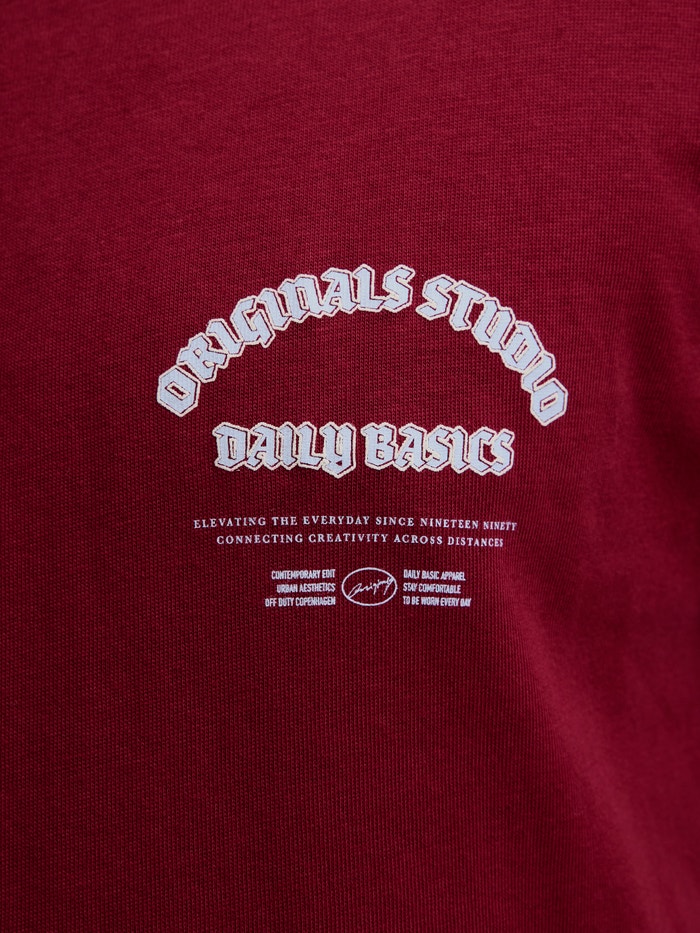 ORIGINALS STUDIO
DAILY BASICS
ELEVATING THE EVERYDAY SINCE NINETEEN NINETY
CONNECTING CREATIVITY ACROSS DISTANCES
CONTEMPORARY EDIT
URBAN AESTHETICS
OFF DUTY COPENHAGEN
Originals
DAILY BASIC APPAREL
STAY COMFORTABLE
TO BE WORN EVERY DAY